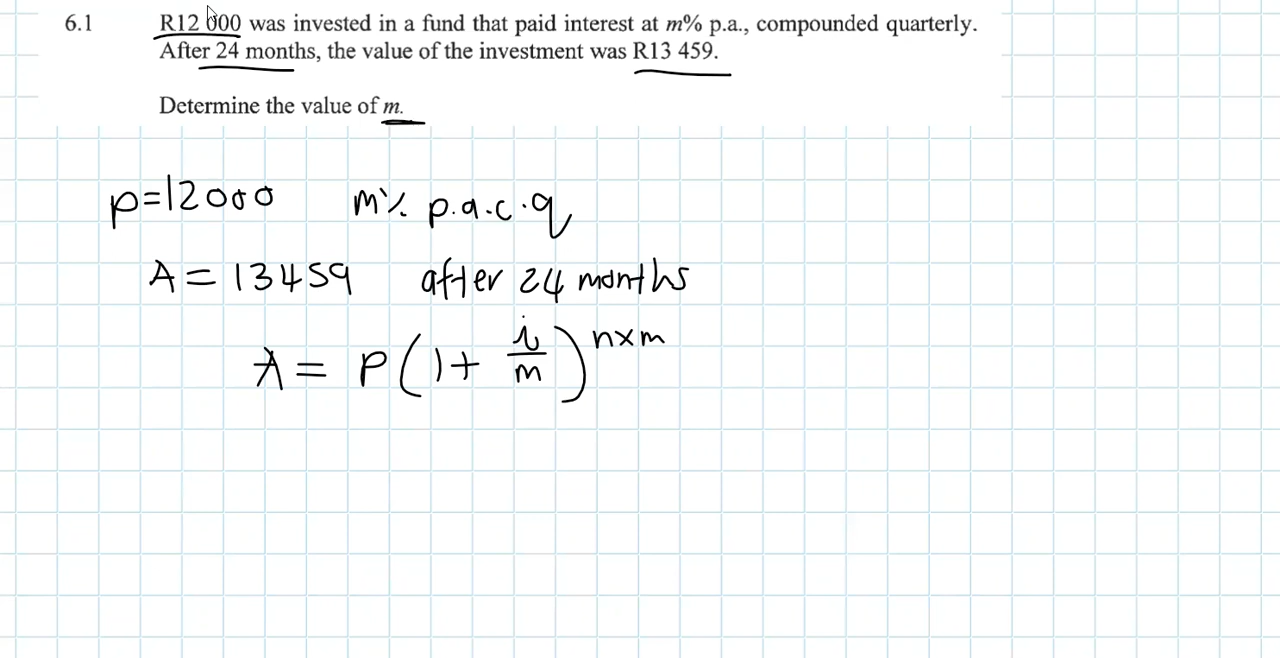 6.1 R12 000 was invested in a fund that paid interest at m% p.a., compounded quarterly.
After 24 months, the value of the investment was R13 459.
Determine the value of m.
p=12000 m% p.a.c.q
A = 13459 after 24 months
A = P(1 + i/m)^n×m